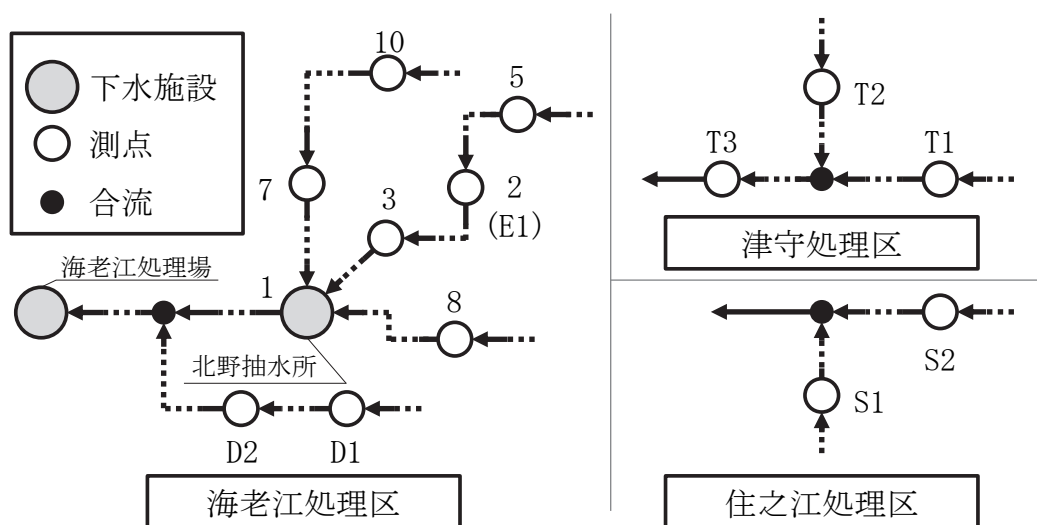 下水施設
測点
合流
10
5
7
3
2
(E1)
海老江処理場
1
8
北野抽水所
D2
D1
海老江処理区
T2
T3
T1
津守処理区
S2
S1
住之江処理区